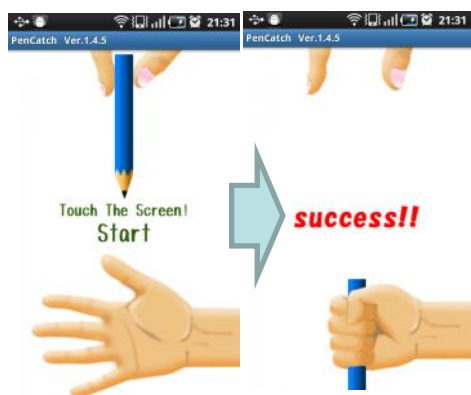 21:31
PenCatch Ver.1.4.5
Touch The Screen!
Start
21:31
PenCatch Ver.1.4.5
success!!